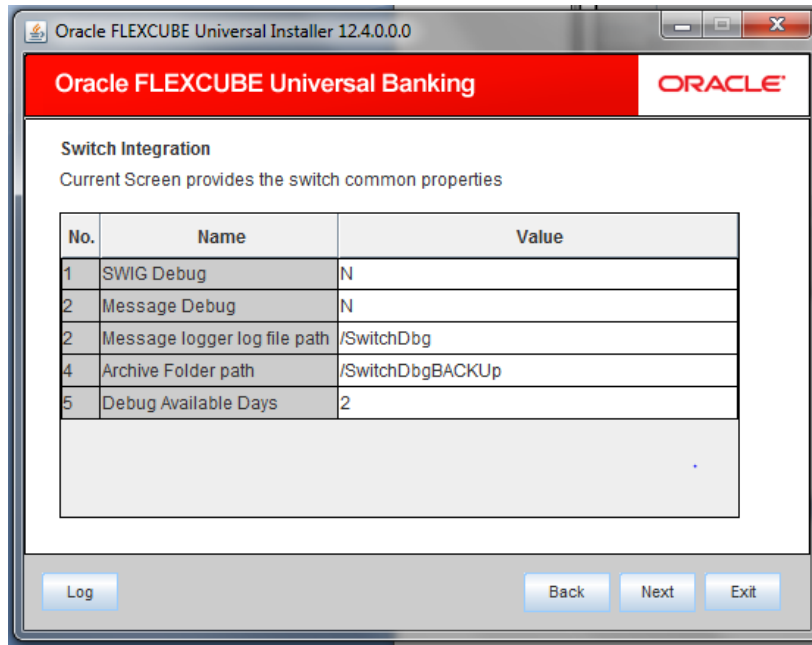 Oracle FLEXCUBE Universal Installer 12.4.0.0.0
Oracle FLEXCUBE Universal Banking ORACLE
Switch Integration
Current Screen provides the switch common properties
No. Name Value
1 SWIG Debug N
2 Message Debug N
2 Message logger log file path /SwitchDbg
4 Archive Folder path /SwitchDbgBACKUp
5 Debug Available Days 2
Log Back Next Exit